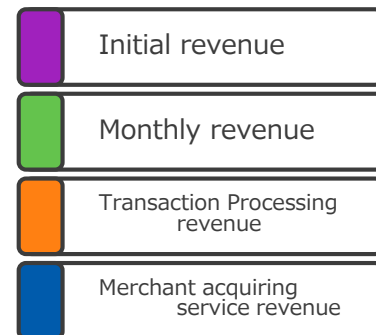 Initial revenue
Monthly revenue
Transaction Processing
revenue
Merchant acquiring
service revenue